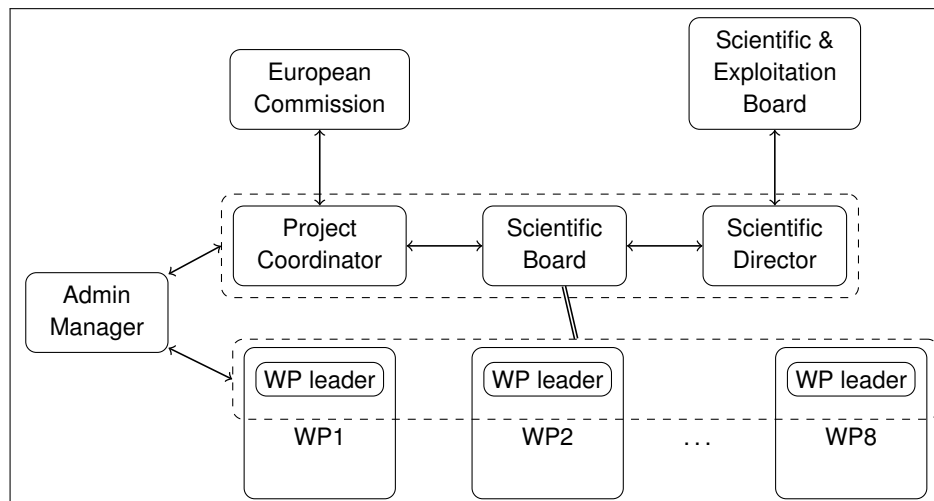 European
Commission
Scientific &
Exploitation
Board
Project
Coordinator
Scientific
Board
Scientific
Director
Admin
Manager
WP leader
WP leader
WP leader
WP1
WP2
...
WP8